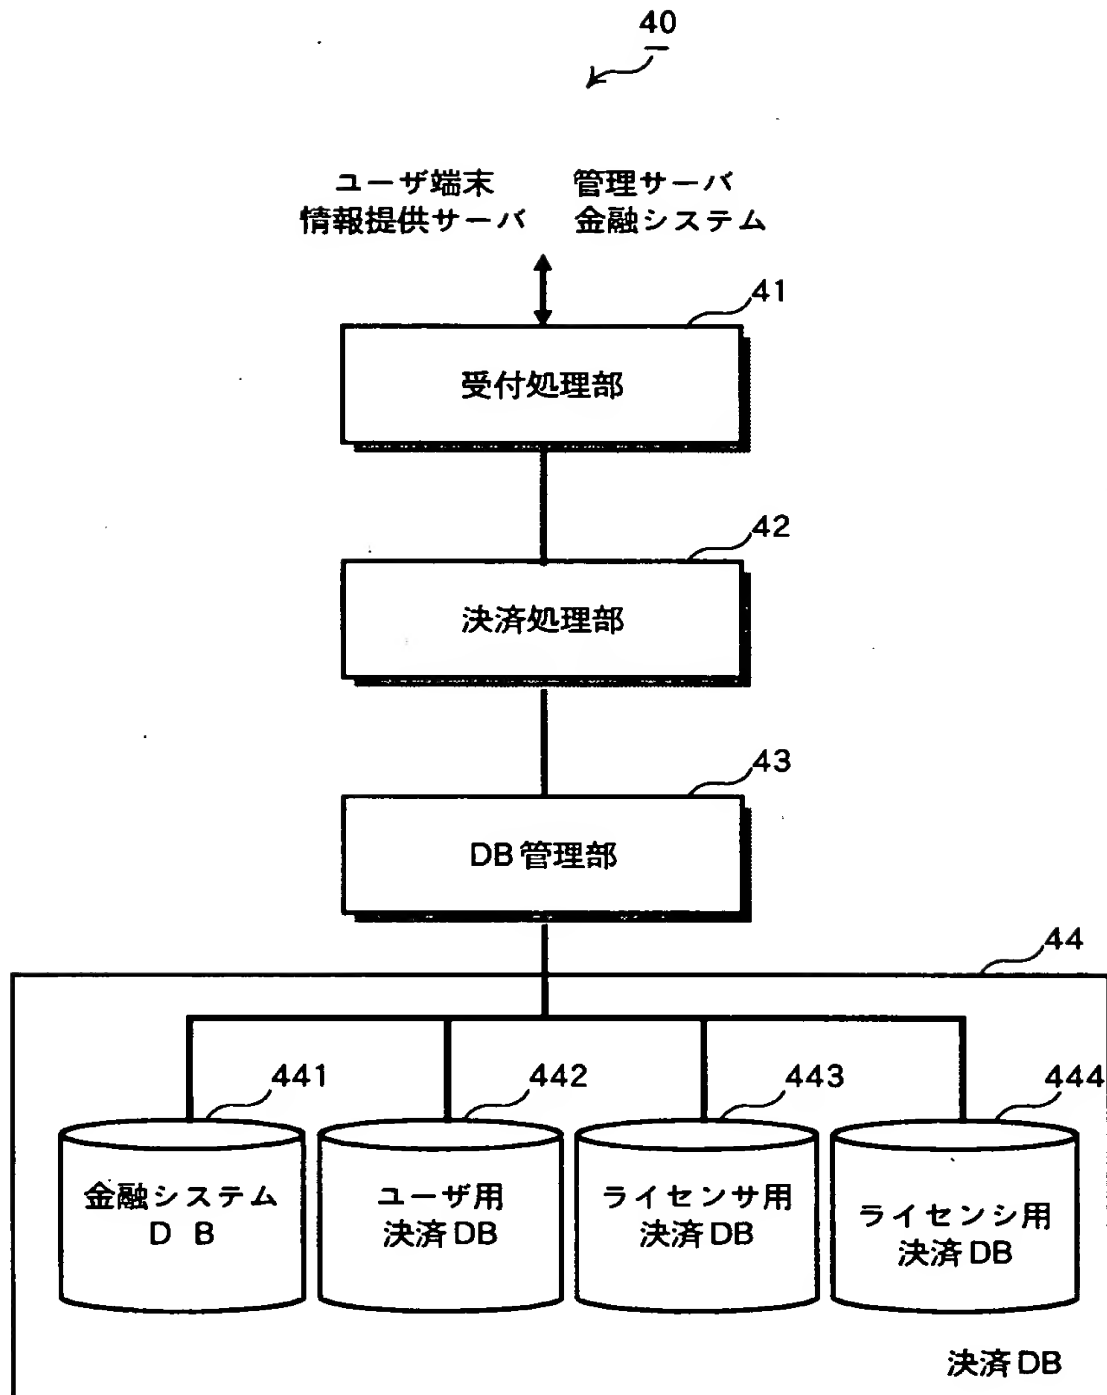 40
ユーザ端末 管理サーバ
情報提供サーバ 金融システム
41
受付処理部
42
決済処理部
43
DB管理部
44
441
442
443
444
金融システム
D B
ユーザ用
決済DB
ライセンサ用
決済DB
ライセンシ用
決済DB
決済DB